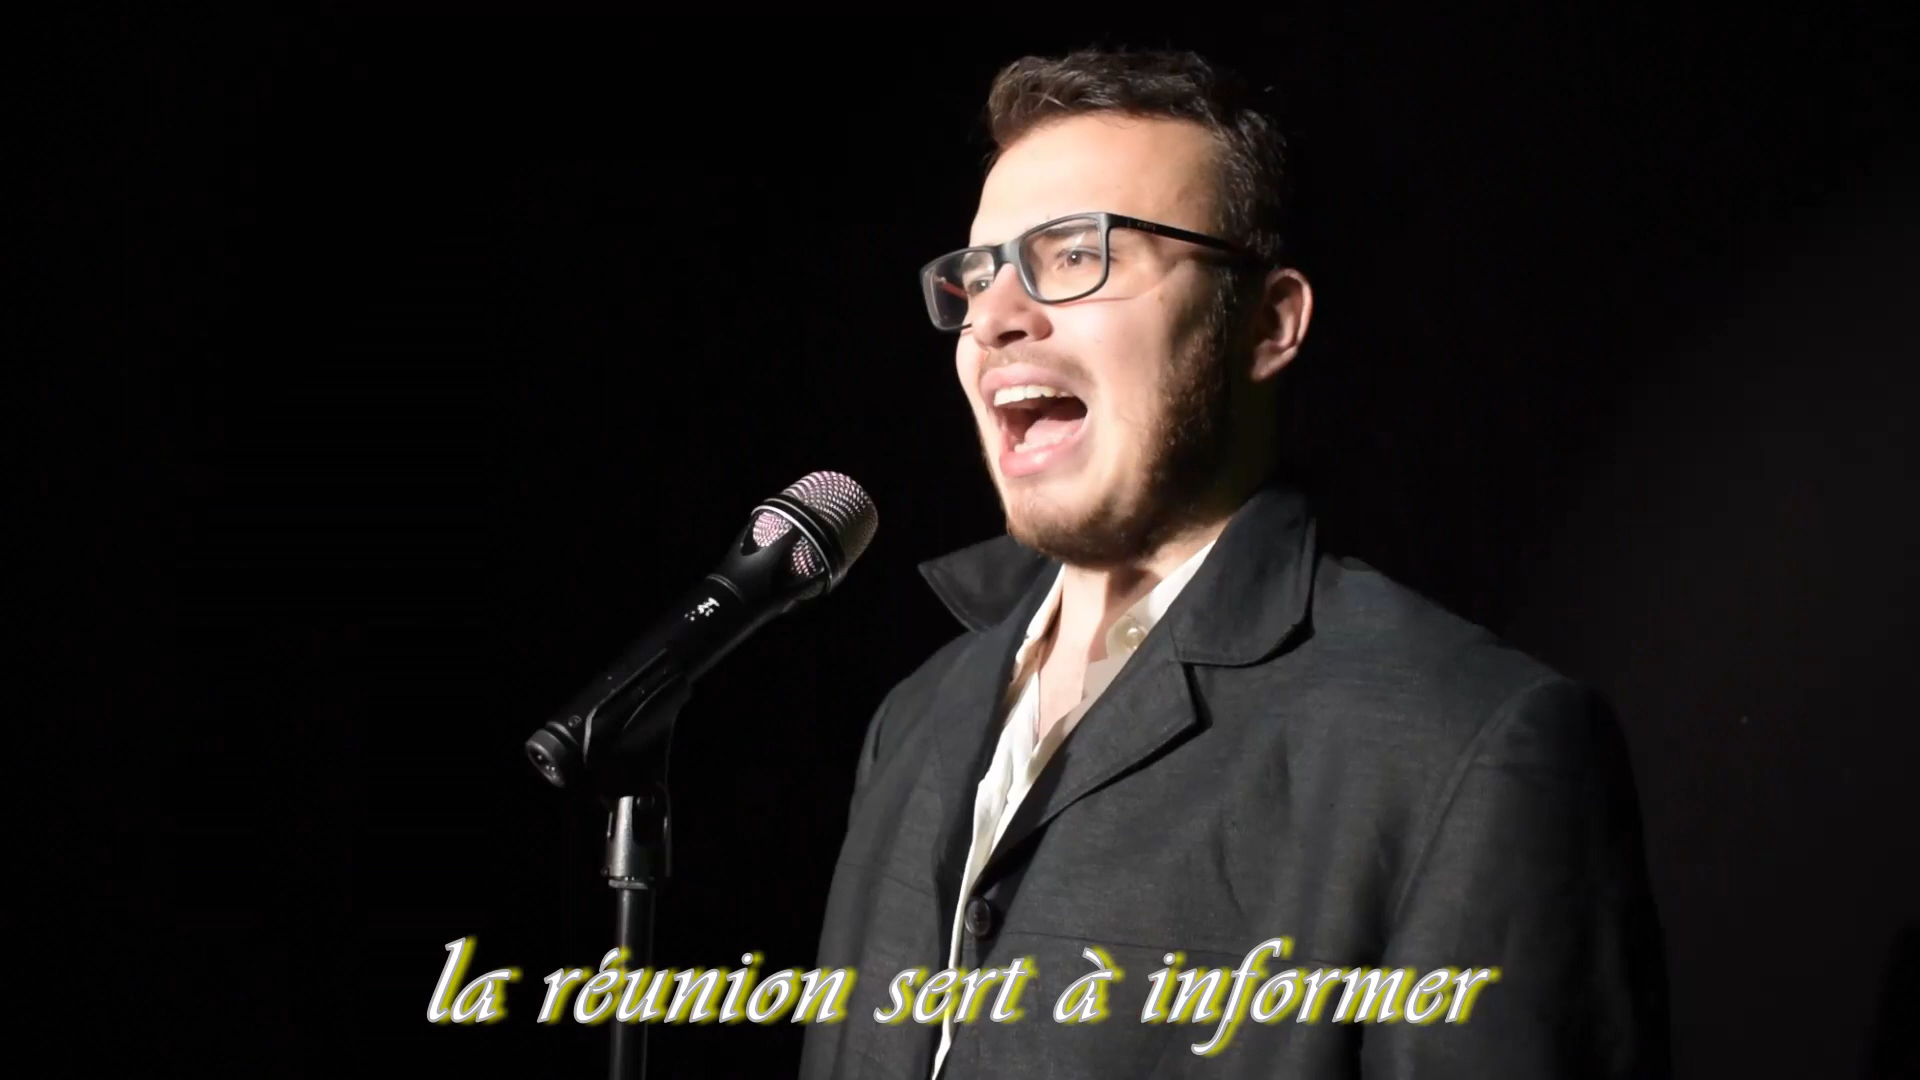 la réunion sert à informer